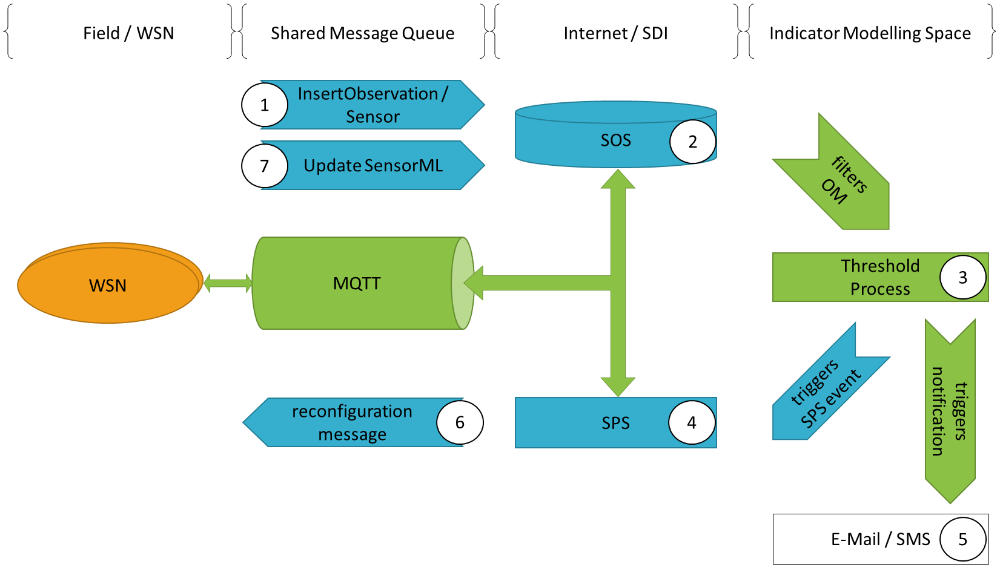 Field / WSN
Shared Message Queue
Internet / SDI
Indicator Modelling Space
1
InsertObservation /
Sensor
7
Update SensorML
SOS
2
filters
OM
WSN
MQTT
Threshold
Process
3
triggers
SPS event
triggers
notification
reconfiguration
message
6
SPS
4
E-Mail / SMS
5